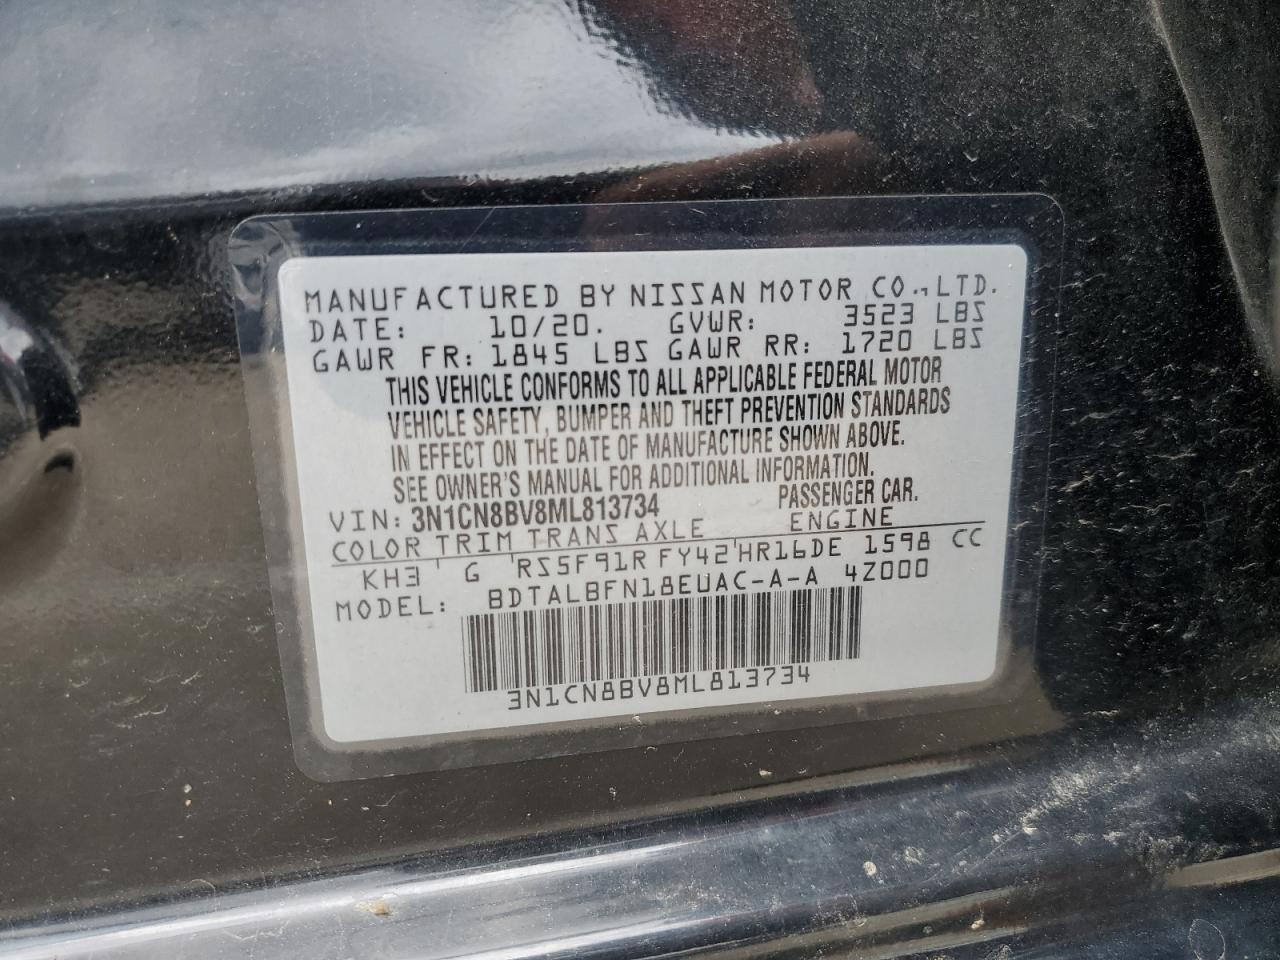 MANUFACTURED BY NISSAN MOTOR CO., LTD.
DATE: 10/20. GVWR: 3523 LBS
GAWR FR: 1845 LBS GAWR RR: 1720 LBS
THIS VEHICLE CONFORMS TO ALL APPLICABLE FEDERAL MOTOR
VEHICLE SAFETY, BUMPER AND THEFT PREVENTION STANDARDS
IN EFFECT ON THE DATE OF MANUFACTURE SHOWN ABOVE.
SEE OWNER'S MANUAL FOR ADDITIONAL INFORMATION.
VIN: 3N1CN8BV8ML813734 PASSENGER CAR.
COLOR TRIM TRANS AXLE ENGINE
KH3 G RS5F91R FY42 HR16DE 1598 CC
MODEL: BDTALBFN18EUAC-A-A 4Z000
3N1CN8BV8ML813734